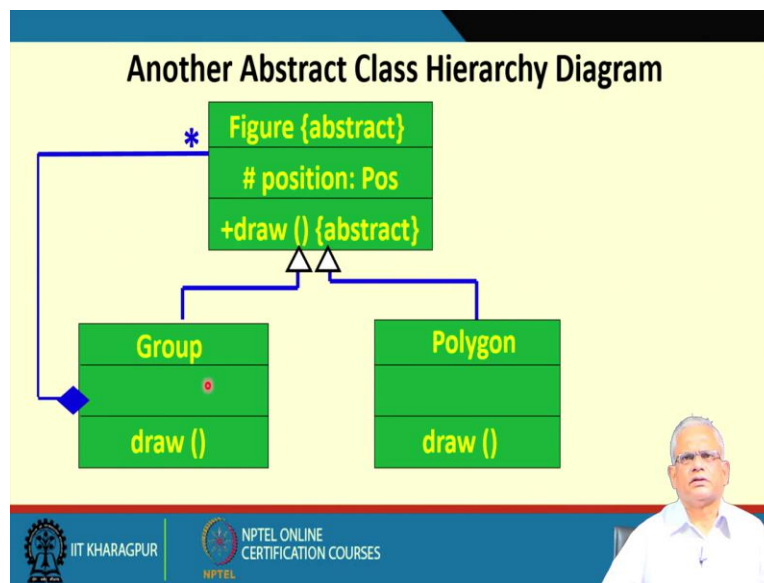 Another Abstract Class Hierarchy Diagram
*
Figure {abstract}
# position: Pos
+draw () {abstract}
Group
draw ()
Polygon
draw ()
IIT KHARAGPUR
NPTEL
NPTEL ONLINE
CERTIFICATION COURSES